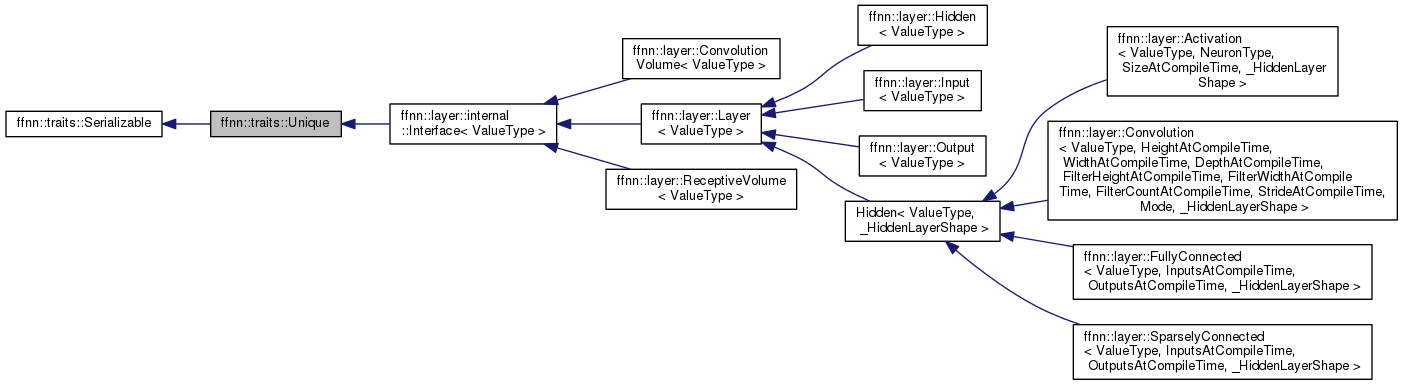 ffnn::traits::Serializable
ffnn::traits::Unique
ffnn::layer::internal
::Interface< ValueType >
ffnn::layer::Convolution
Volume< ValueType >
ffnn::layer::Layer
< ValueType >
ffnn::layer::ReceptiveVolume
< ValueType >
ffnn::layer::Hidden
< ValueType >
ffnn::layer::Input
< ValueType >
ffnn::layer::Output
< ValueType >
Hidden< ValueType,
_HiddenLayerShape >
ffnn::layer::Activation
< ValueType, NeuronType,
SizeAtCompileTime, _HiddenLayer
Shape >
ffnn::layer::Convolution
< ValueType, HeightAtCompileTime,
WidthAtCompileTime, DepthAtCompileTime,
FilterHeightAtCompileTime, FilterWidthAtCompile
Time, FilterCountAtCompileTime, StrideAtCompileTime,
Mode, _HiddenLayerShape >
ffnn::layer::FullyConnected
< ValueType, InputsAtCompileTime,
OutputsAtCompileTime, _HiddenLayerShape >
ffnn::layer::SparselyConnected
< ValueType, InputsAtCompileTime,
OutputsAtCompileTime, _HiddenLayerShape >